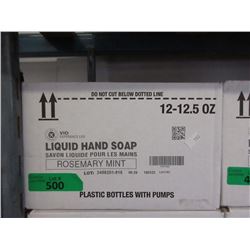 DO NOT CUT BELOW DOTTED LINE
12-12.5 OZ
VIO
LIQUID HAND SOAP
SAVON LIQUIDE POUR LES MAINS
ROSEMARY MINT
LOT #
500
PLASTIC BOTTLES WITH PUMPS